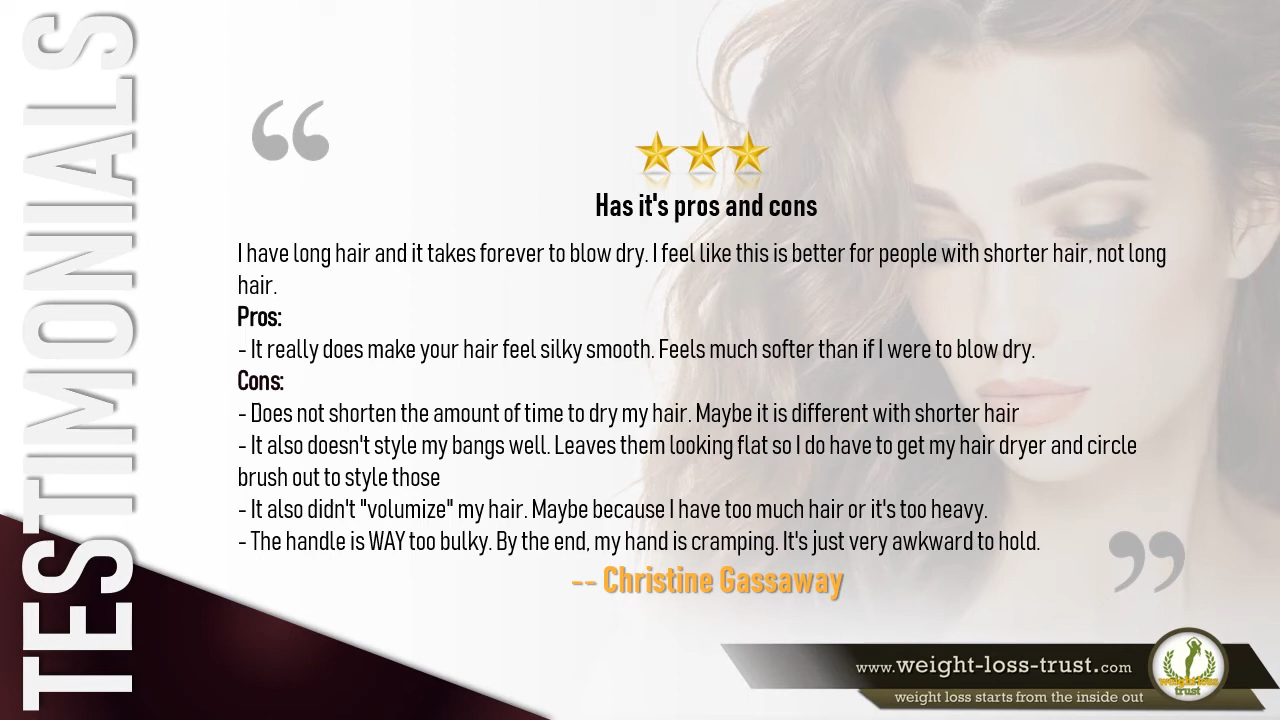 TESTIMONIALS
“
Has it's pros and cons
I have long hair and it takes forever to blow dry. I feel like this is better for people with shorter hair, not long
hair.
Pros:
- It really does make your hair feel silky smooth. Feels much softer than if I were to blow dry.
Cons:
- Does not shorten the amount of time to dry my hair. Maybe it is different with shorter hair
- It also doesn't style my bangs well. Leaves them looking flat so I do have to get my hair dryer and circle
brush out to style those
- It also didn't "volumize" my hair. Maybe because I have too much hair or it's too heavy.
- The handle is WAY too bulky. By the end, my hand is cramping. It's just very awkward to hold.
”
-- Christine Gassaway
www.weight-loss-trust.com
weight loss starts from the inside out
weight loss
trust